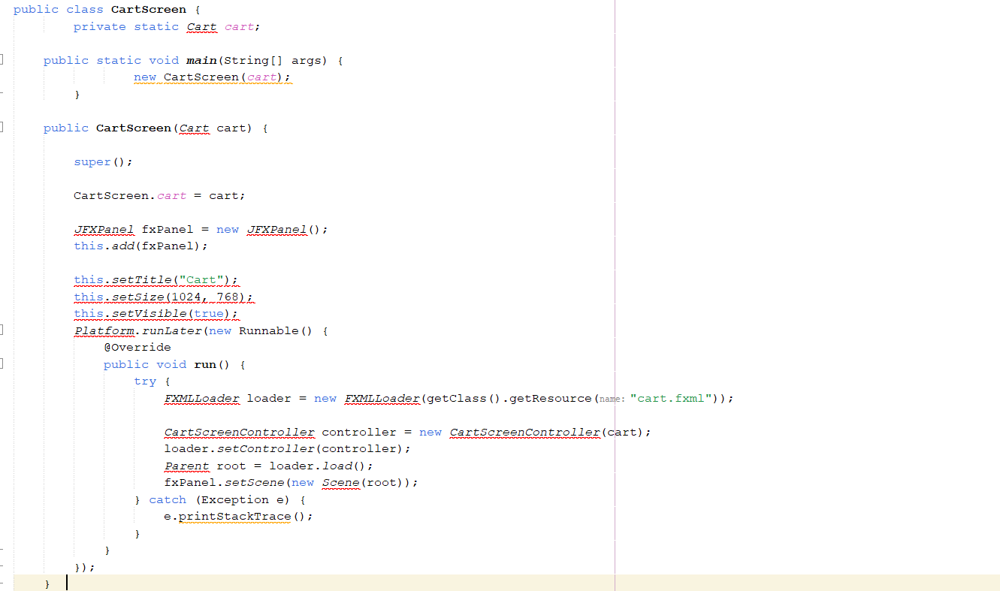 public class CartScreen {
private static Cart cart;
public static void main(String[] args) {
new CartScreen(cart);
}
public CartScreen(Cart cart) {
super();
CartScreen.cart = cart;
JFXPanel fxPanel = new JFXPanel();
this.add(fxPanel);
this.setTitle("Cart");
this.setSize(1024, 768);
this.setVisible(true);
Platform.runLater(new Runnable() {
@Override
public void run() {
try {
FXMLLoader loader = new FXMLLoader(getClass().getResource(name: "cart.fxml"));
CartScreenController controller = new CartScreenController(cart);
loader.setController(controller);
Parent root = loader.load();
fxPanel.setScene(new Scene(root));
} catch (Exception e) {
e.printStackTrace();
}
}
});
}